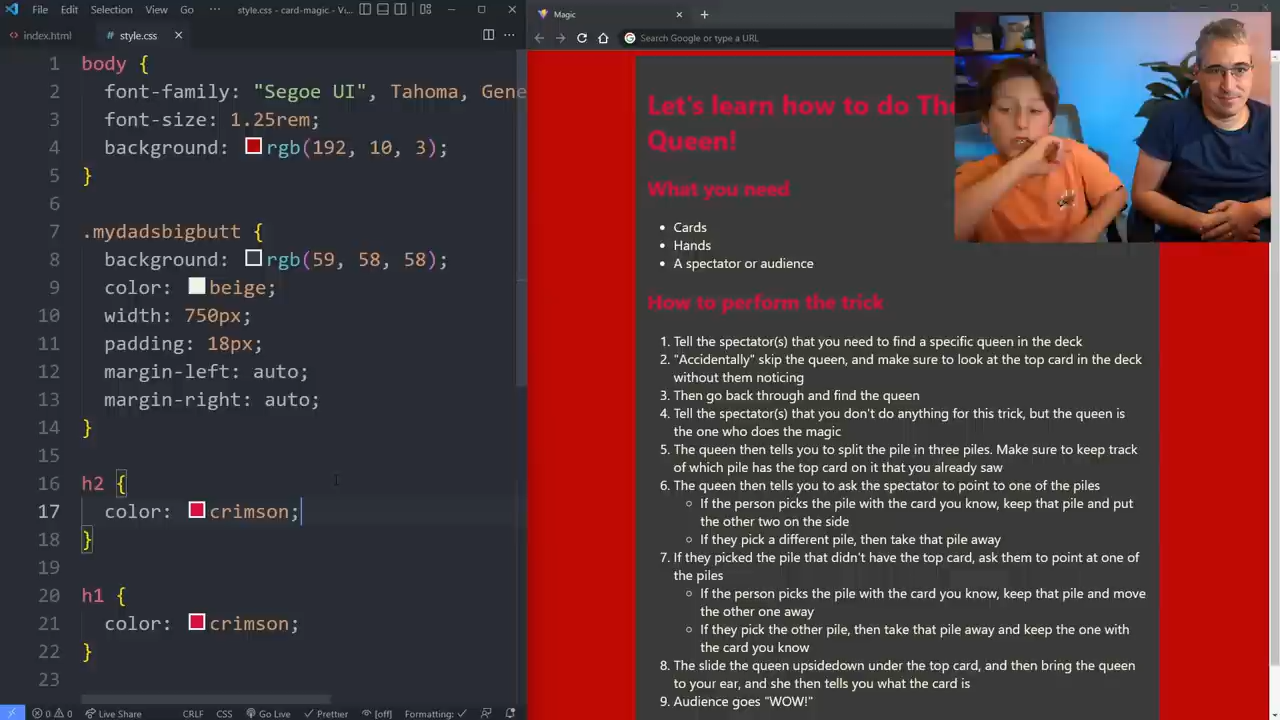 File Edit Selection View Go ··· style.css - card-magic - Vi...
index.html
style.css
1 body {
2 font-family: "Segoe UI", Tahoma, Gene
3 font-size: 1.25rem;
4 background: rgb(192, 10, 3);
5 }
6
7 .mydadsbigbutt {
8 background: rgb(59, 58, 58);
9 color: beige;
10 width: 750px;
11 padding: 18px;
12 margin-left: auto;
13 margin-right: auto;
14 }
15
16 h2 {
17 color: crimson;
18 }
19
20 h1 {
21 color: crimson;
22 }
23
0 0 Live Share CRLF CSS Go Live Prettier [off] Formatting:
Magic
Search Google or type a URL
Let's learn how to do The
Queen!
What you need
• Cards
• Hands
• A spectator or audience
How to perform the trick
1. Tell the spectator(s) that you need to find a specific queen in the deck
2. "Accidentally" skip the queen, and make sure to look at the top card in the deck
without them noticing
3. Then go back through and find the queen
4. Tell the spectator(s) that you don't do anything for this trick, but the queen is
the one who does the magic
5. The queen then tells you to split the pile in three piles. Make sure to keep track
of which pile has the top card on it that you already saw
6. The queen then tells you to ask the spectator to point to one of the piles
If the person picks the pile with the card you know, keep that pile and put
the other two on the side
If they pick a different pile, then take that pile away
7. If they picked the pile that didn't have the top card, ask them to point at one of
the piles
If the person picks the pile with the card you know, keep that pile and move
the other one away
If they pick the other pile, then take that pile away and keep the one with
the card you know
8. The slide the queen upsidedown under the top card, and then bring the queen
to your ear, and she then tells you what the card is
9. Audience goes "WOW!"